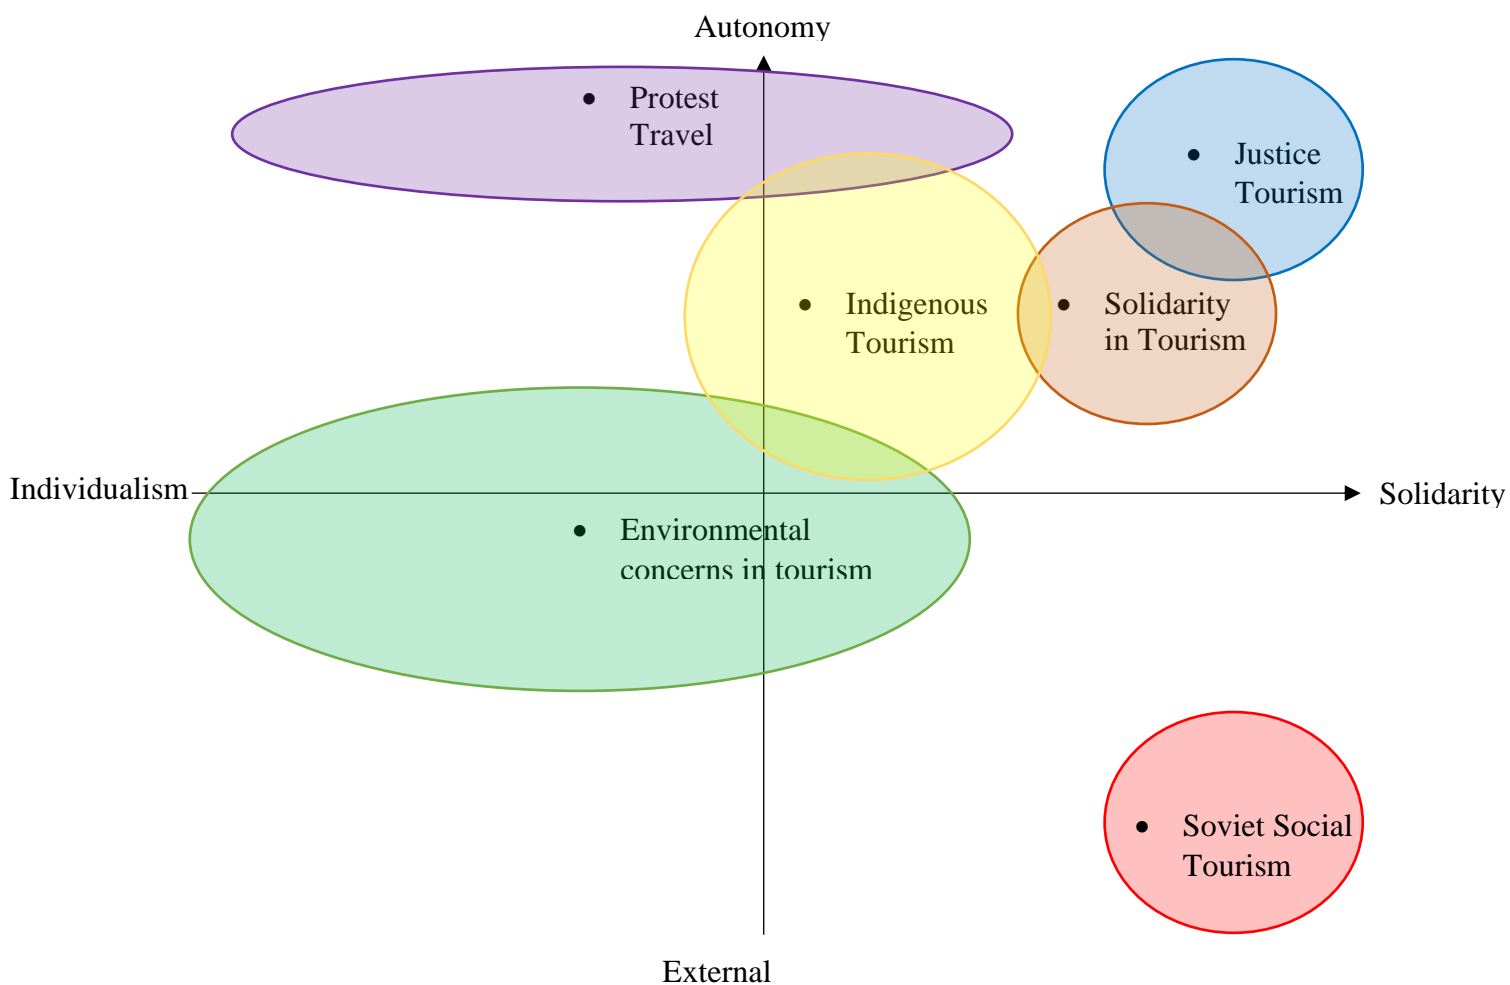 Autonomy
• Protest
Travel
• Justice
Tourism
• Indigenous
Tourism
• Solidarity
in Tourism
Individualism
Solidarity
• Environmental
concerns in tourism
• Soviet Social
Tourism
External